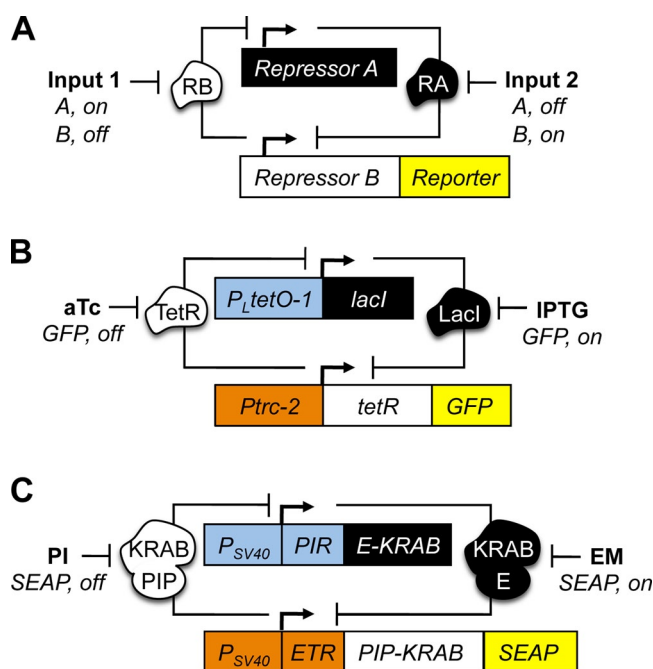 A
Input 1
A, on
B, off
RB
Repressor A
RA
Input 2
A, off
B, on
Repressor B
Reporter
B
aTc
GFP, off
TetR
PLtetO-1
lacI
LacI
IPTG
GFP, on
Ptrc-2
tetR
GFP
C
PI
SEAP, off
KRAB
PIP
PSV40
PIR
E-KRAB
KRAB
E
EM
SEAP, on
PSV40
ETR
PIP-KRAB
SEAP